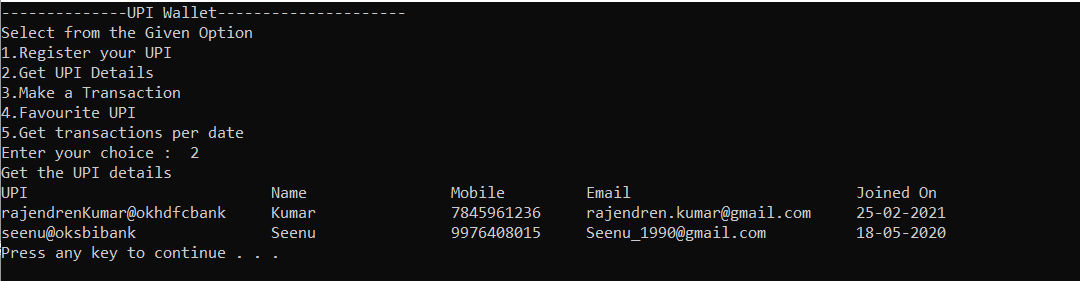 --------------UPI Wallet---------------------
Select from the Given Option
1.Register your UPI
2.Get UPI Details
3.Make a Transaction
4.Favourite UPI
5.Get transactions per date
Enter your choice :  2
Get the UPI details
UPI                           Name                Mobile         Email                         Joined On
rajendrenKumar@okhdfcbank     Kumar               7845961236     rajendren.kumar@gmail.com     25-02-2021
seenu@oksbibank               Seenu               9976408015     Seenu_1990@gmail.com          18-05-2020
Press any key to continue . . .